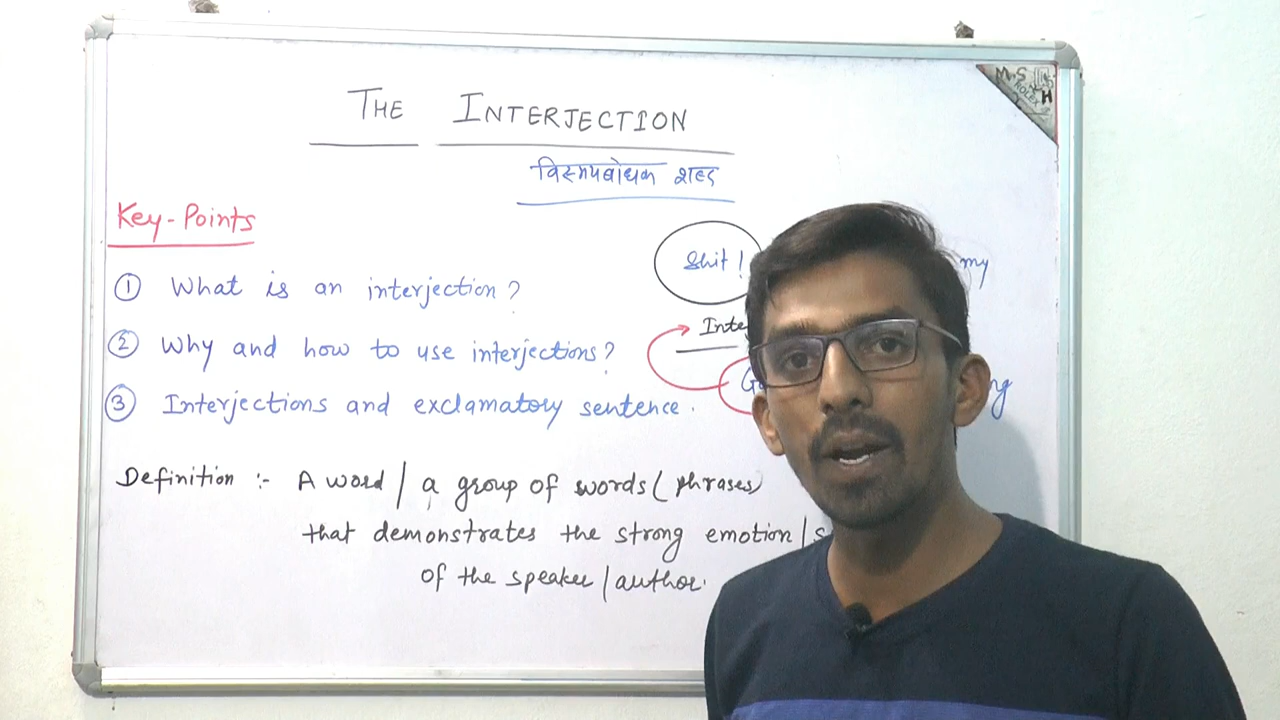 THE INTERJECTION
विस्मयबोधक शब्द
Key-Points
① What is an interjection?
② Why and how to use interjections?
③ Interjections and exclamatory sentence.
Shit! my
Definition :- A word / a group of words (phrases)
that demonstrates the strong emotion /
of the speaker / author.